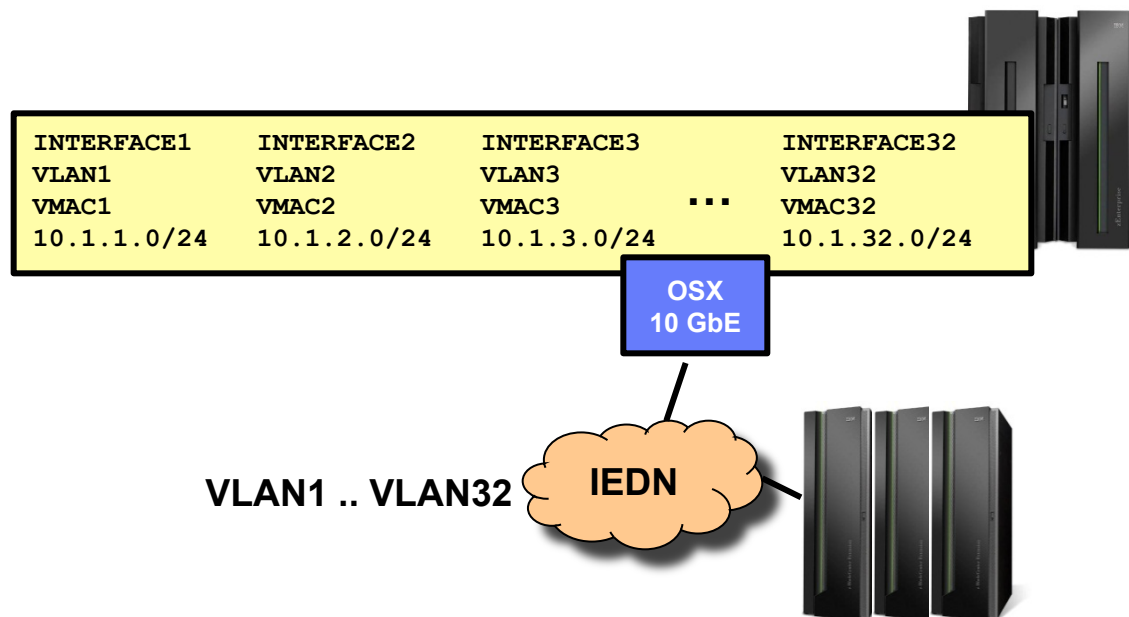 INTERFACE1 INTERFACE2 INTERFACE3 INTERFACE32
VLAN1 VLAN2 VLAN3 VLAN32
VMAC1 VMAC2 VMAC3 ... VMAC32
10.1.1.0/24 10.1.2.0/24 10.1.3.0/24 10.1.32.0/24
OSX
10 GbE
IEDN
VLAN1 .. VLAN32